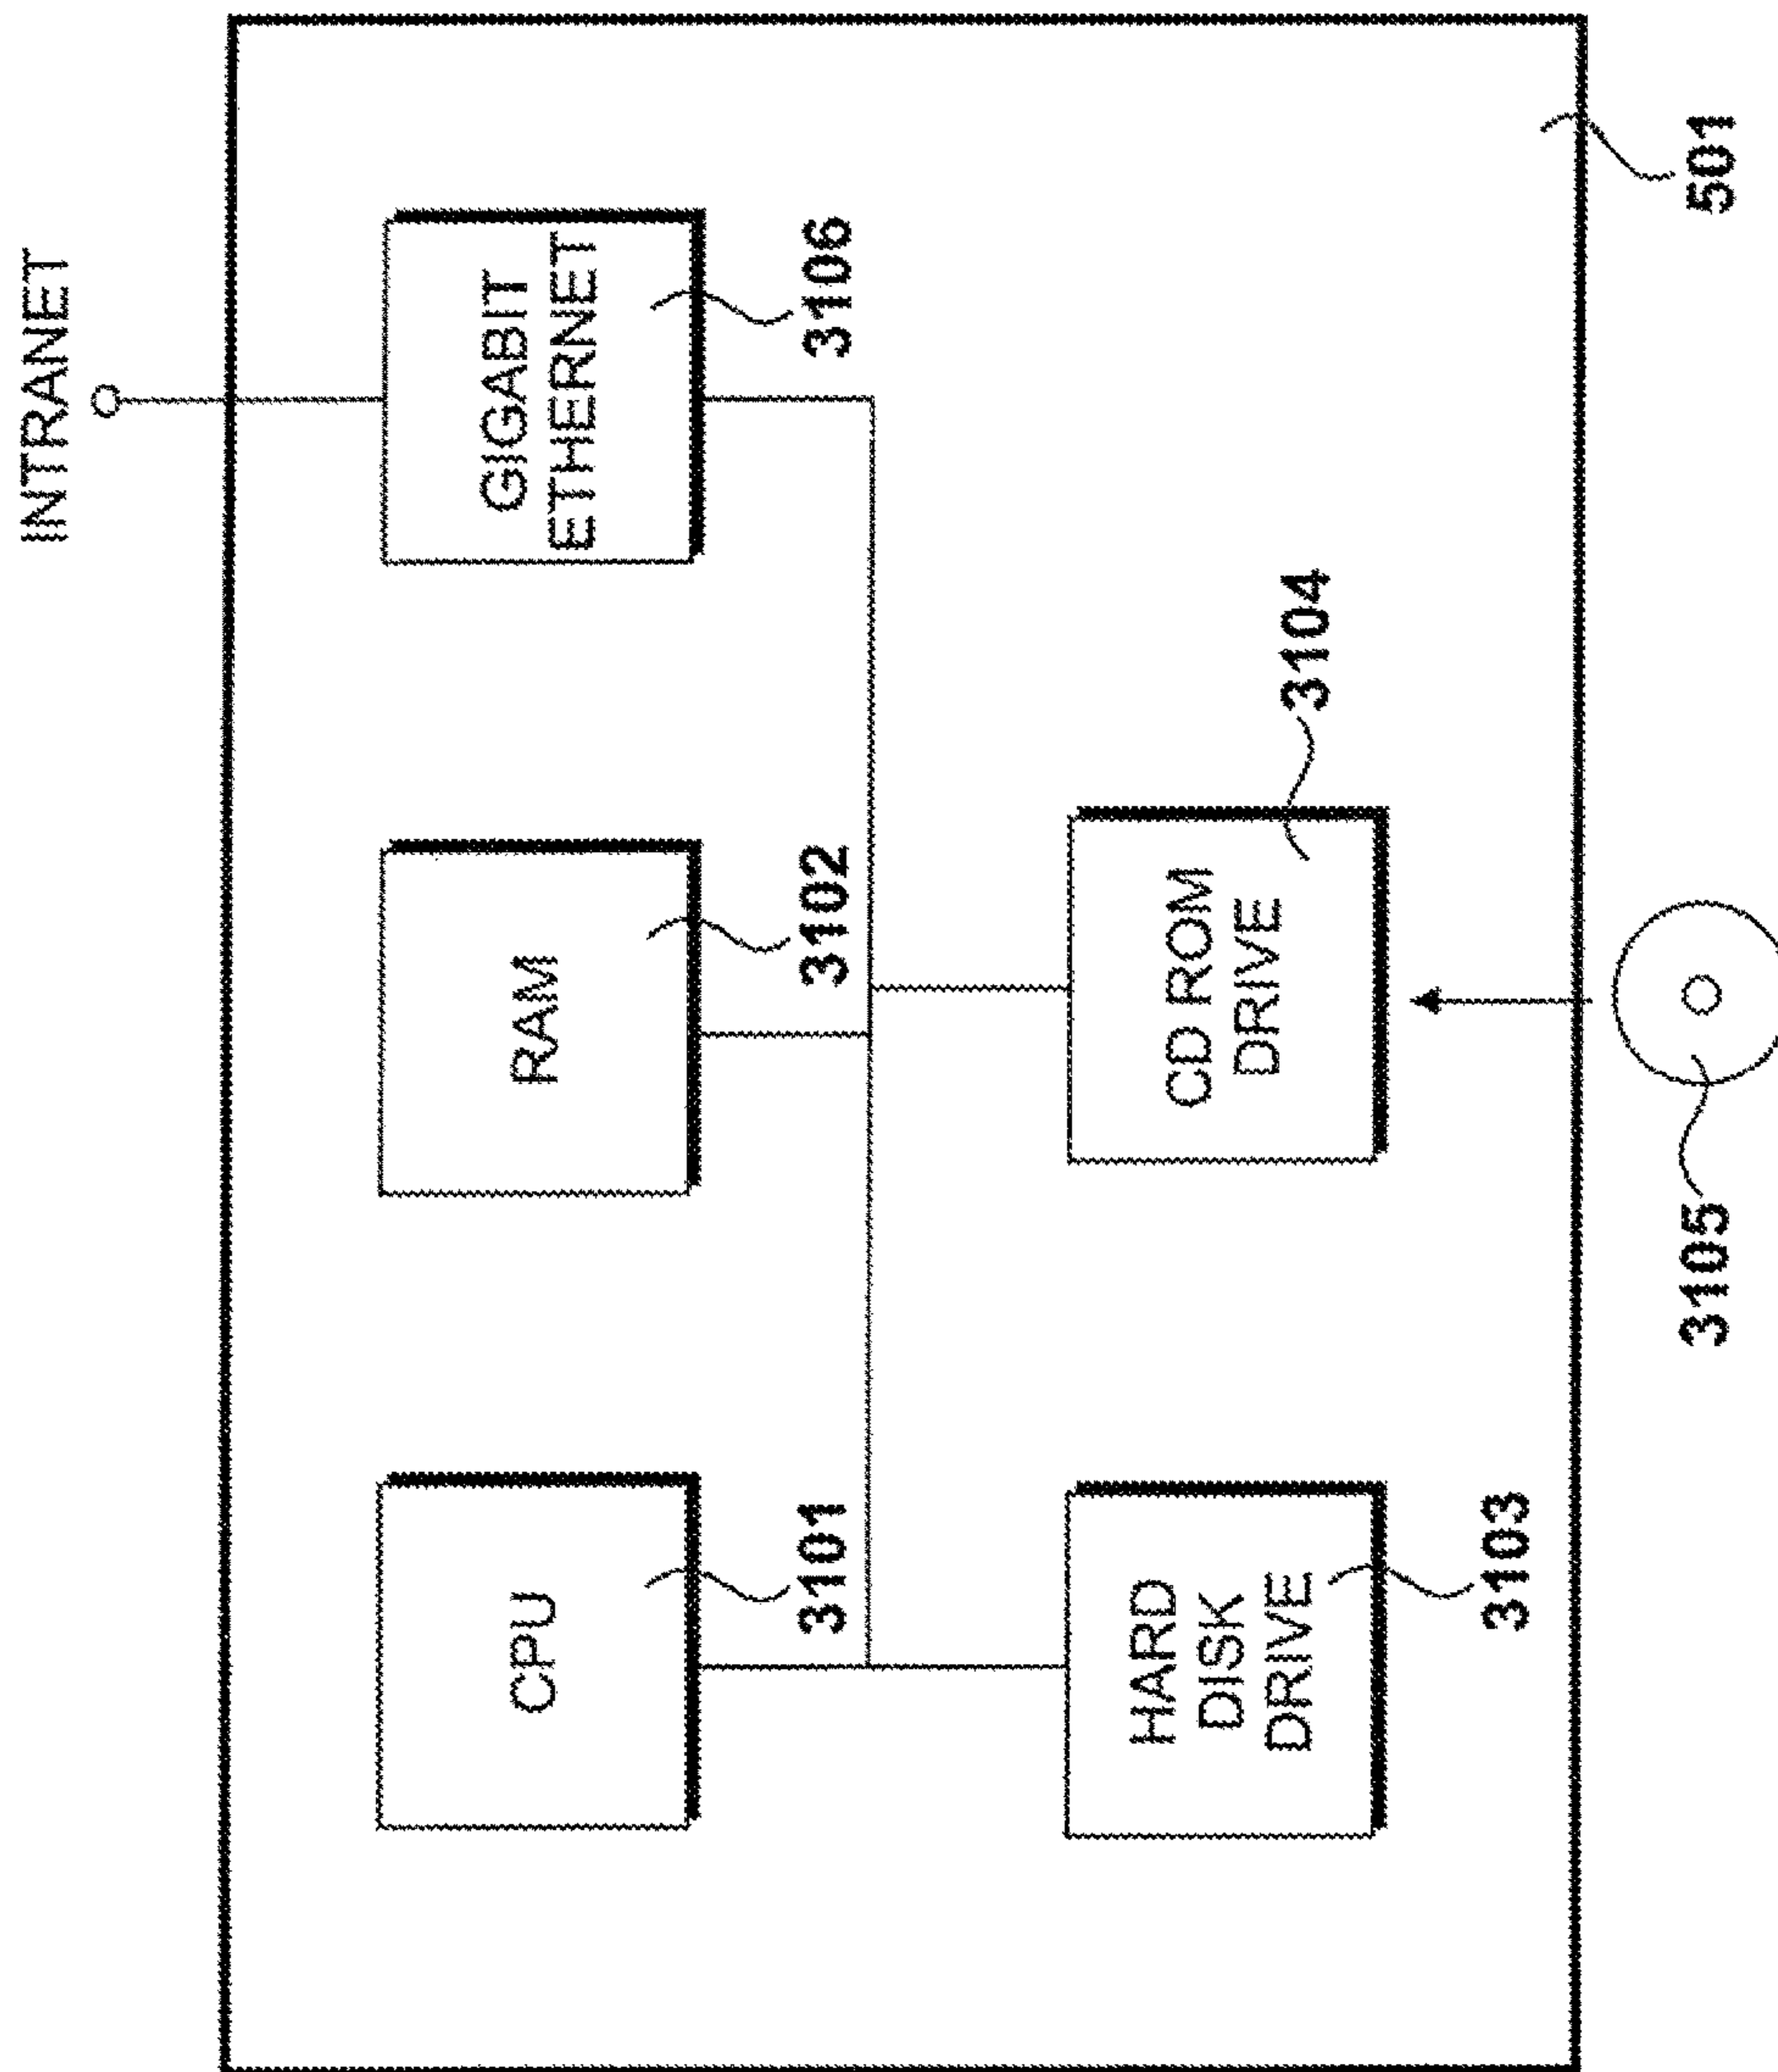 INTRANET
CPU
3101
RAM
3102
GIGABIT
ETHERNET
3106
HARD
DISK
DRIVE
3103
CD ROM
DRIVE
3104
3105
501